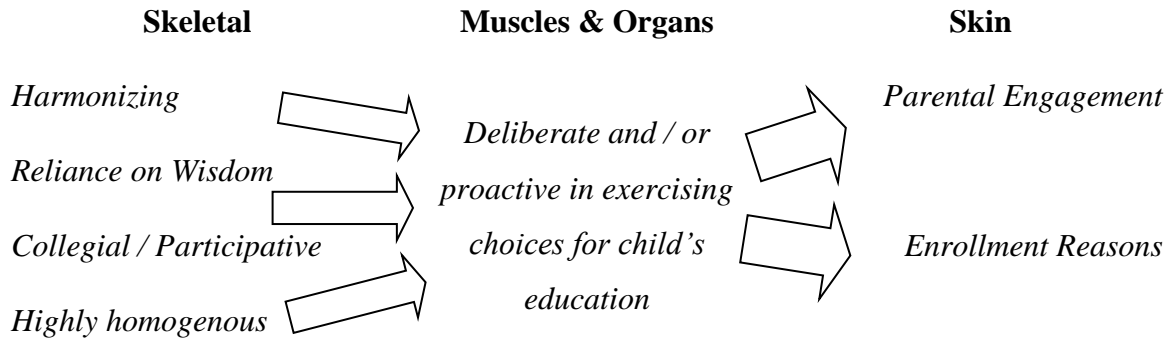 Skeletal Muscles & Organs Skin
Harmonizing
Reliance on Wisdom
Collegial / Participative
Highly homogenous
Deliberate and / or
proactive in exercising
choices for child’s
education
Parental Engagement
Enrollment Reasons